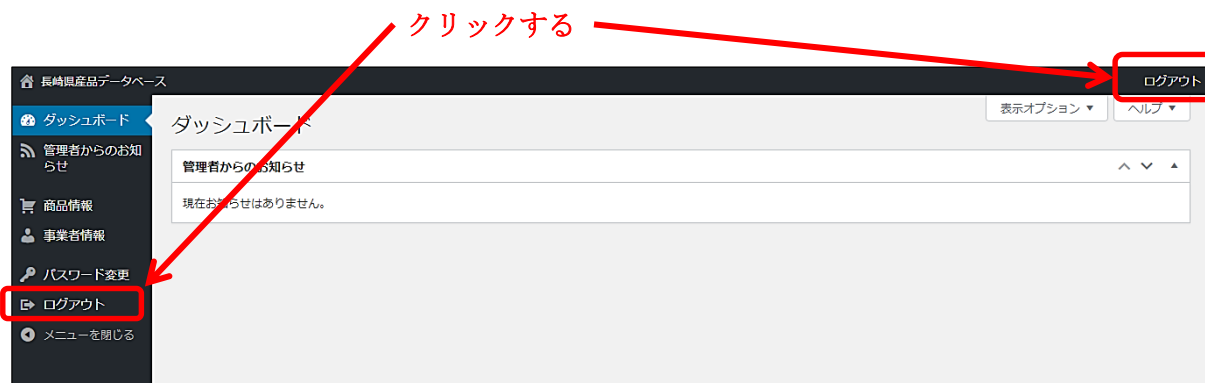 クリックする
長崎県産品データベース
ログアウト
ダッシュボード
管理者からのお知
らせ
商品情報
事業者情報
パスワード変更
ログアウト
メニューを閉じる
表示オプション ▼
ヘルプ ▼
ダッシュボード
管理者からのお知らせ
現在お知らせはありません。